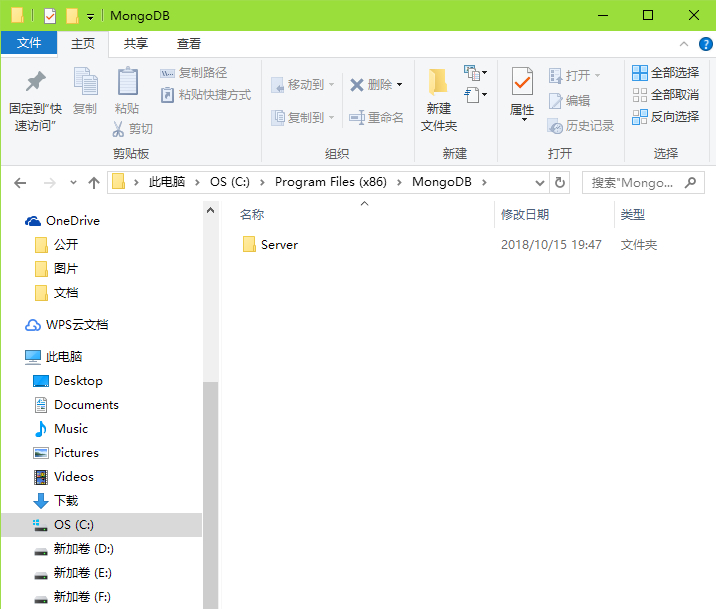 MongoDB
文件 主页 共享 查看
固定到"快速访问"
复制
粘贴
复制路径
粘贴快捷方式
剪切
剪贴板
移动到
复制到
删除
重命名
组织
新建
文件夹
新建
属性
打开
编辑
历史记录
打开
全部选择
全部取消
反向选择
选择
此电脑 OS (C:) Program Files (x86) MongoDB
搜索"Mongo...
OneDrive
公开
图片
文档
WPS云文档
此电脑
Desktop
Documents
Music
Pictures
Videos
下载
OS (C:)
新加卷 (D:)
新加卷 (E:)
新加卷 (F:)
名称 修改日期 类型
Server 2018/10/15 19:47 文件夹